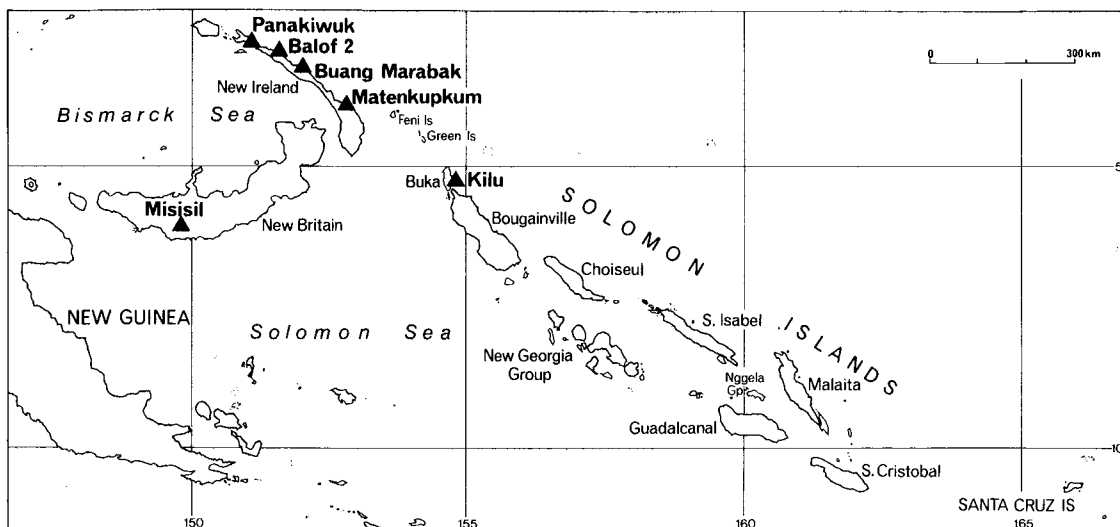 Panakiwuk
Balof 2
Buang Marabak
New Ireland
Matenkupkum
Bismarck Sea
Feni Is
Green Is
0 300 km
5
Buka
Kilu
Misisil
New Britain
Bougainville
SOLOMON
ISLANDS
Choiseul
NEW GUINEA
Solomon Sea
S. Isabel
New Georgia
Group
Nggela
Gp
Malaita
Guadalcanal
10
S. Cristobal
SANTA CRUZ IS
150 155 160 165